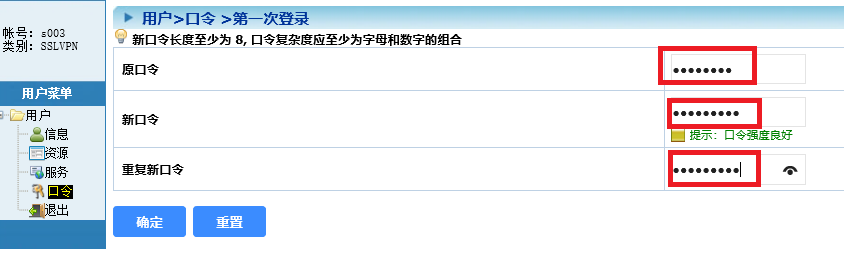 帐号: s003
类别: SSLVPN
用户菜单
用户
信息
资源
服务
口令
退出
用户>口令 >第一次登录
新口令长度至少为 8, 口令复杂度应至少为字母和数字的组合
原口令
●●●●●●●●
新口令
●●●●●●●●●
提示: 口令强度良好
重复新口令
●●●●●●●●●
确定 重置